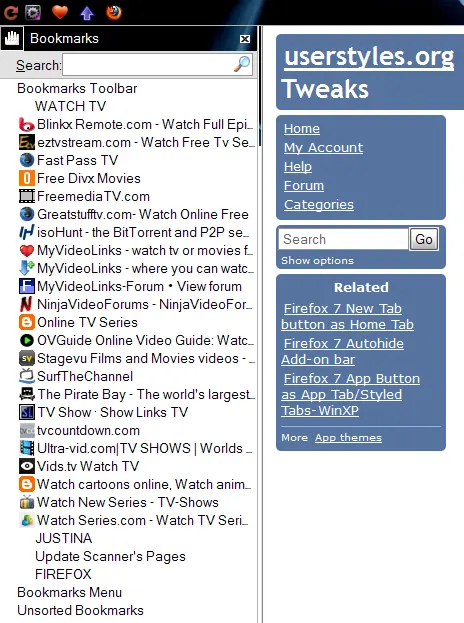 Bookmarks
Search:
Bookmarks Toolbar
WATCH TV
Blinkx Remote.com - Watch Full Epi...
eztvstream.com - Watch Free Tv Se...
Fast Pass TV
Free Divx Movies
FreemediaTV.com
Greatstufftv.com- Watch Online Free
isoHunt - the BitTorrent and P2P se...
MyVideoLinks - watch tv or movies f...
MyVideoLinks - where you can watc...
MyVideoLinks-Forum • View forum
NinjaVideoForums - NinjaVideoFor...
Online TV Series
OVGuide Online Video Guide: Watc...
Stagevu Films and Movies videos - ...
SurfTheChannel
The Pirate Bay - The world's largest...
TV Show · Show Links TV
tvcountdown.com
Ultra-vid.com|TV SHOWS | Worlds ...
Vids.tv Watch TV
Watch cartoons online, Watch anim...
Watch New Series - TV-Shows
Watch Series.com - Watch TV Seri...
JUSTINA
Update Scanner's Pages
FIREFOX
Bookmarks Menu
Unsorted Bookmarks
userstyles.org
Tweaks
Home
My Account
Help
Forum
Categories
Search
Go
Show options
Related
Firefox 7 New Tab
button as Home Tab
Firefox 7 Autohide
Add-on bar
Firefox 7 App Button
as App Tab/Styled
Tabs-WinXP
More App themes